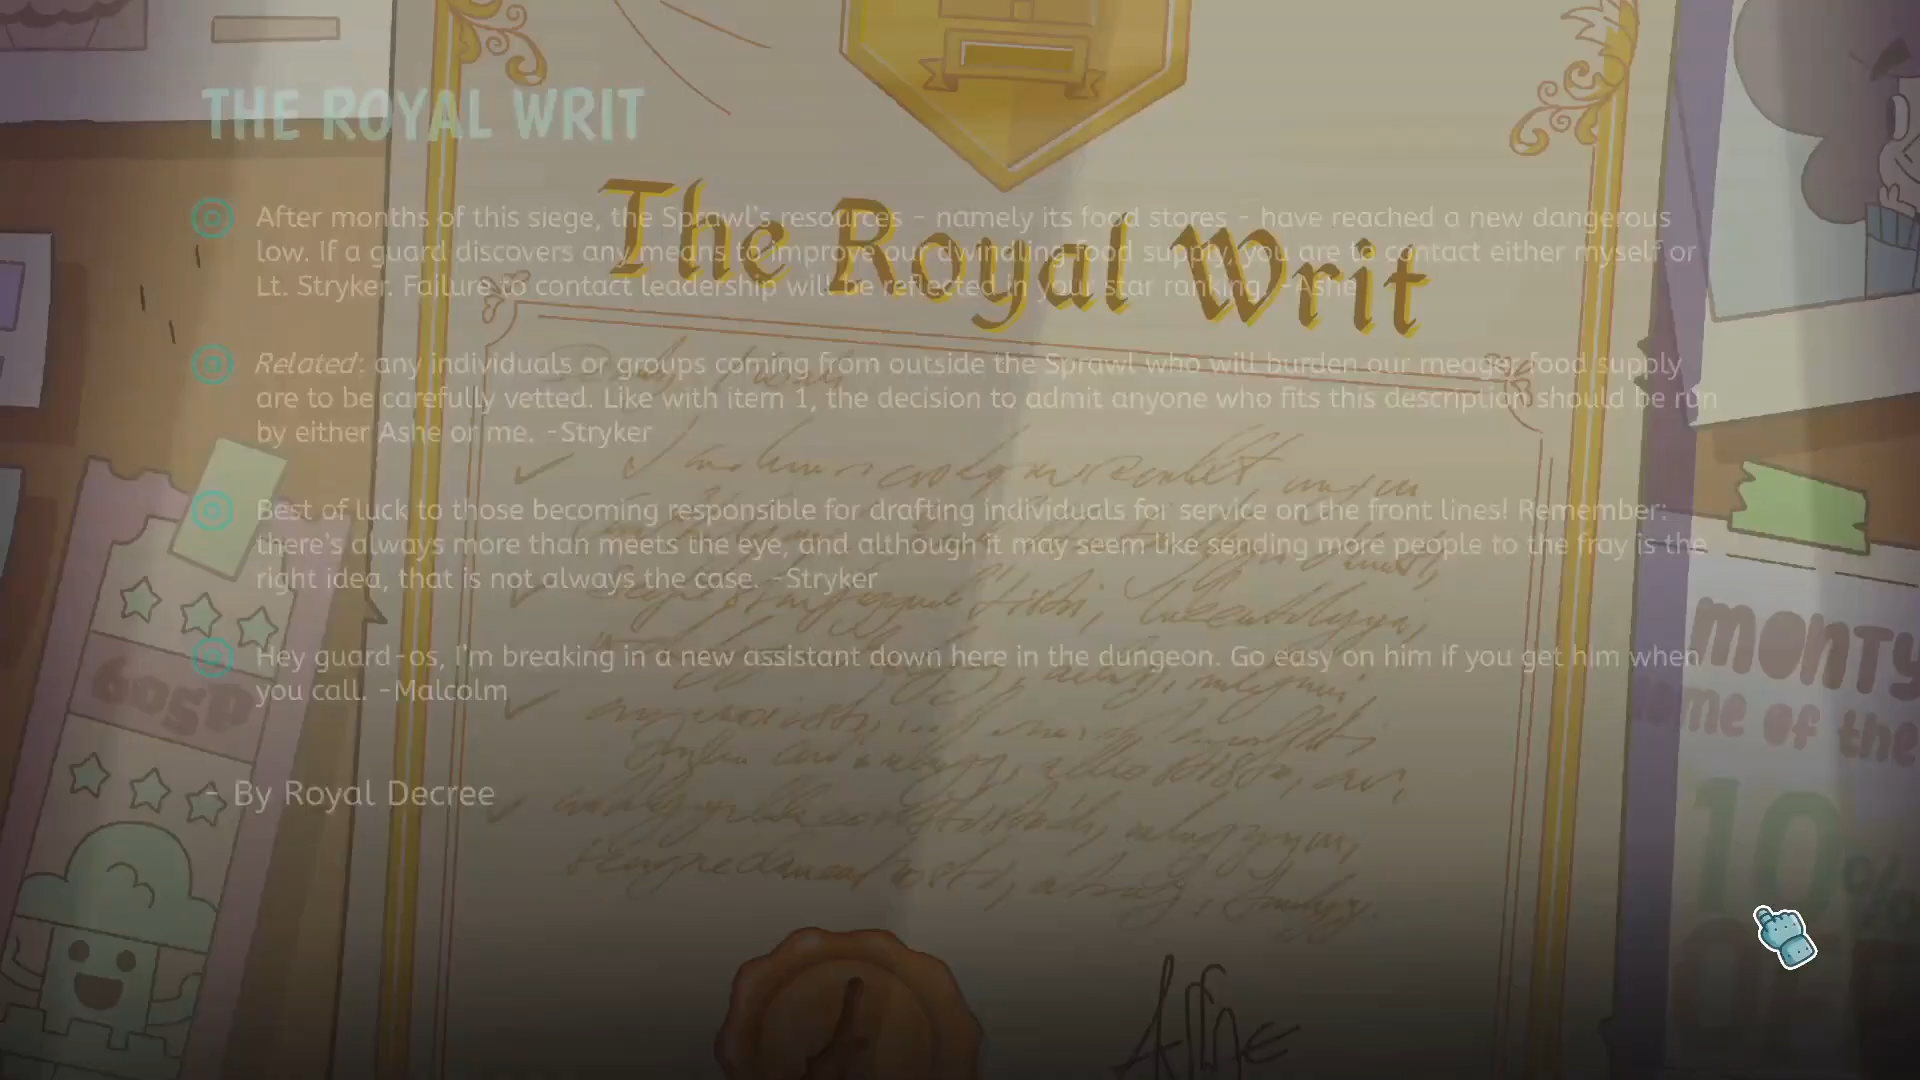 THE ROYAL WRIT
The Royal Writ
After months of this siege, the Sprawl's resources - namely its food stores - have reached a new dangerous
low. If a guard discovers any means to improve our dwindling food supply, you are to contact either myself or
Lt. Stryker. Failure to contact leadership will be reflected in your star ranking. -Ashe
Related: any individuals or groups coming from outside the Sprawl who will burden our meager food supply
are to be carefully vetted. Like with item 1, the decision to admit anyone who fits this description should be run
by either Ashe or me. -Stryker
Best of luck to those becoming responsible for drafting individuals for service on the front lines! Remember:
there's always more than meets the eye, and although it may seem like sending more people to the fray is the
right idea, that is not always the case. -Stryker
Hey guard-os, I'm breaking in a new assistant down here in the dungeon. Go easy on him if you get him when
you call. -Malcolm
- By Royal Decree
Ashe
MONTY
ome of the
10%